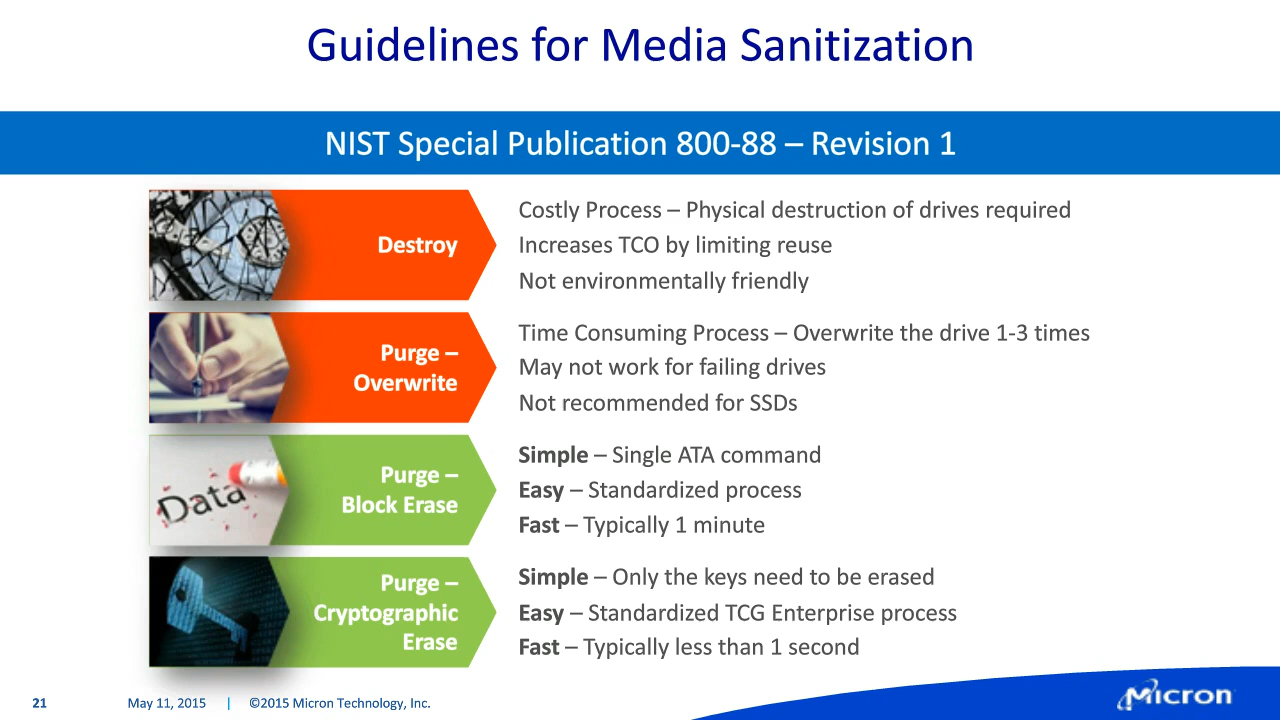 Guidelines for Media Sanitization
NIST Special Publication 800-88 – Revision 1
Destroy
Costly Process – Physical destruction of drives required
Increases TCO by limiting reuse
Not environmentally friendly
Purge –
Overwrite
Time Consuming Process – Overwrite the drive 1-3 times
May not work for failing drives
Not recommended for SSDs
Data
Purge –
Block Erase
Simple – Single ATA command
Easy – Standardized process
Fast – Typically 1 minute
Purge –
Cryptographic
Erase
Simple – Only the keys need to be erased
Easy – Standardized TCG Enterprise process
Fast – Typically less than 1 second
21 May 11, 2015 | ©2015 Micron Technology, Inc.
Micron